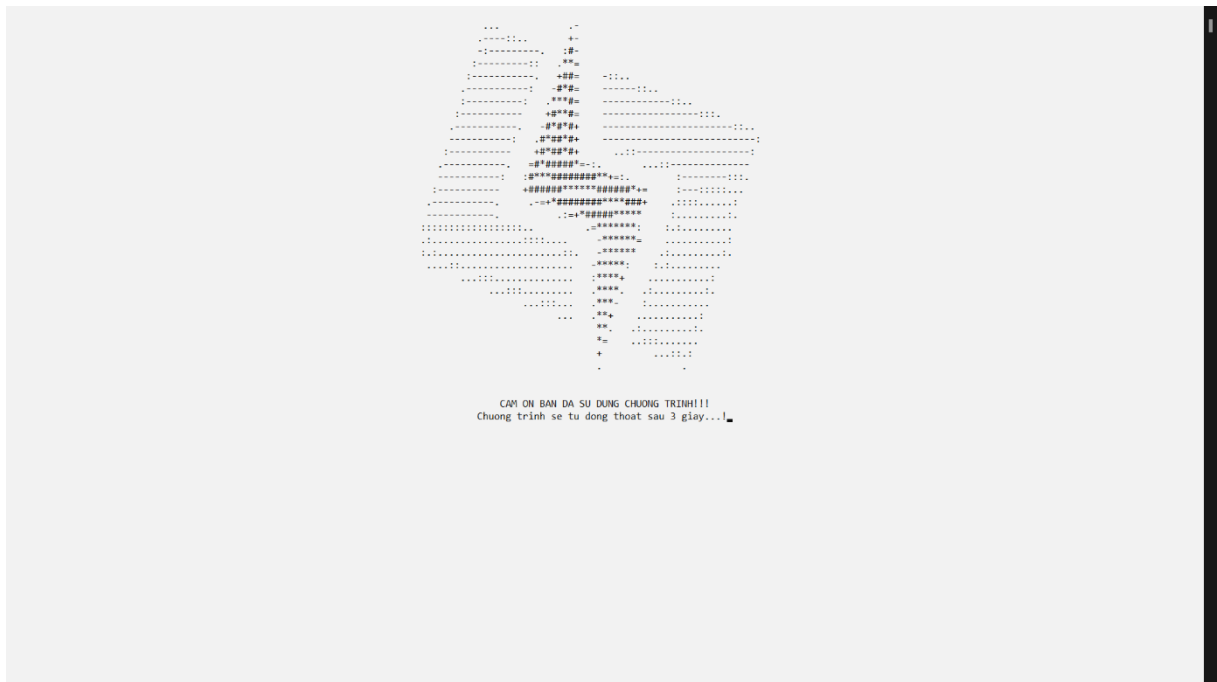 CAM ON BAN DA SU DUNG CHUONG TRINH!!!
Chuong trinh se tu dong thoat sau 3 giay...!